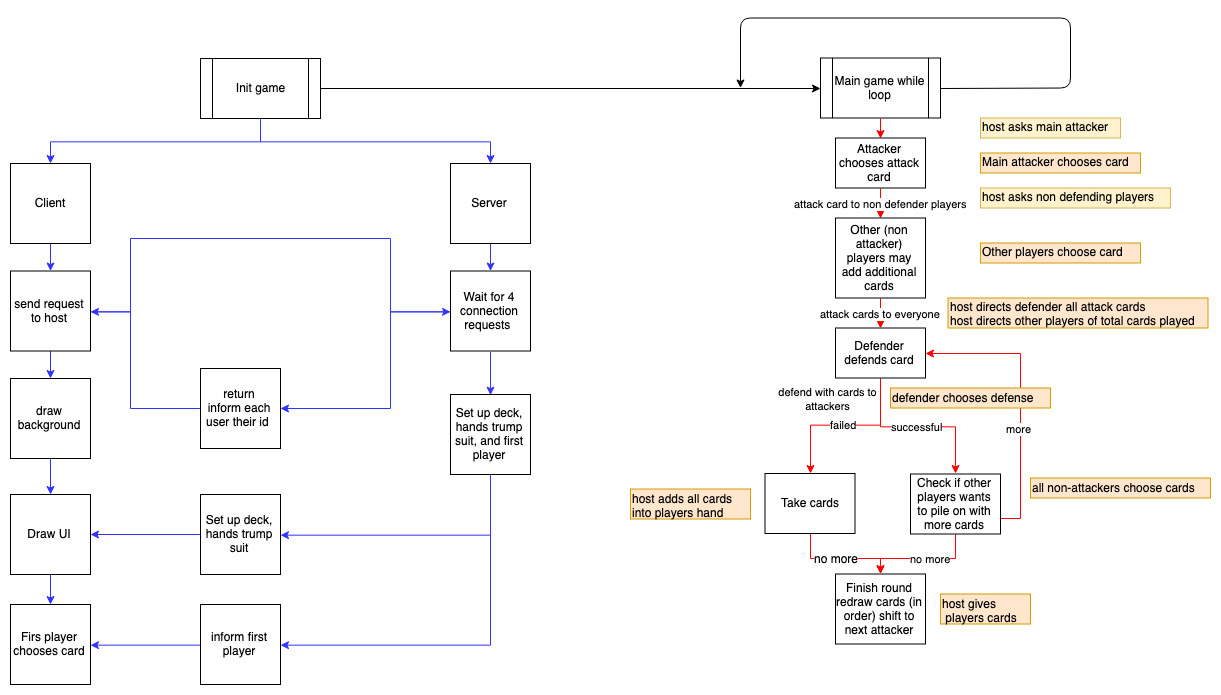 Init game
Main game while
loop
host asks main attacker
Attacker
chooses attack
card
Main attacker chooses card
Client
Server
attack card to non defender players
host asks non defending players
Other (non
attacker)
players may
add additional
cards
Other players choose card
send request
to host
Wait for 4
connection
requests
attack cards to everyone
host directs defender all attack cards
host directs other players of total cards played
Defender
defends card
return
inform each
user their id
defend with cards to
attackers
defender chooses defense
draw
background
Set up deck,
hands trump
suit, and first
player
failed
successful
more
host adds all cards
into players hand
Take cards
Check if other
players wants
to pile on with
more cards
all non-attackers choose cards
Draw UI
Set up deck,
hands trump
suit
no more
no more
Finish round
redraw cards (in
order) shift to
next attacker
host gives
players cards
Firs player
chooses card
inform first
player